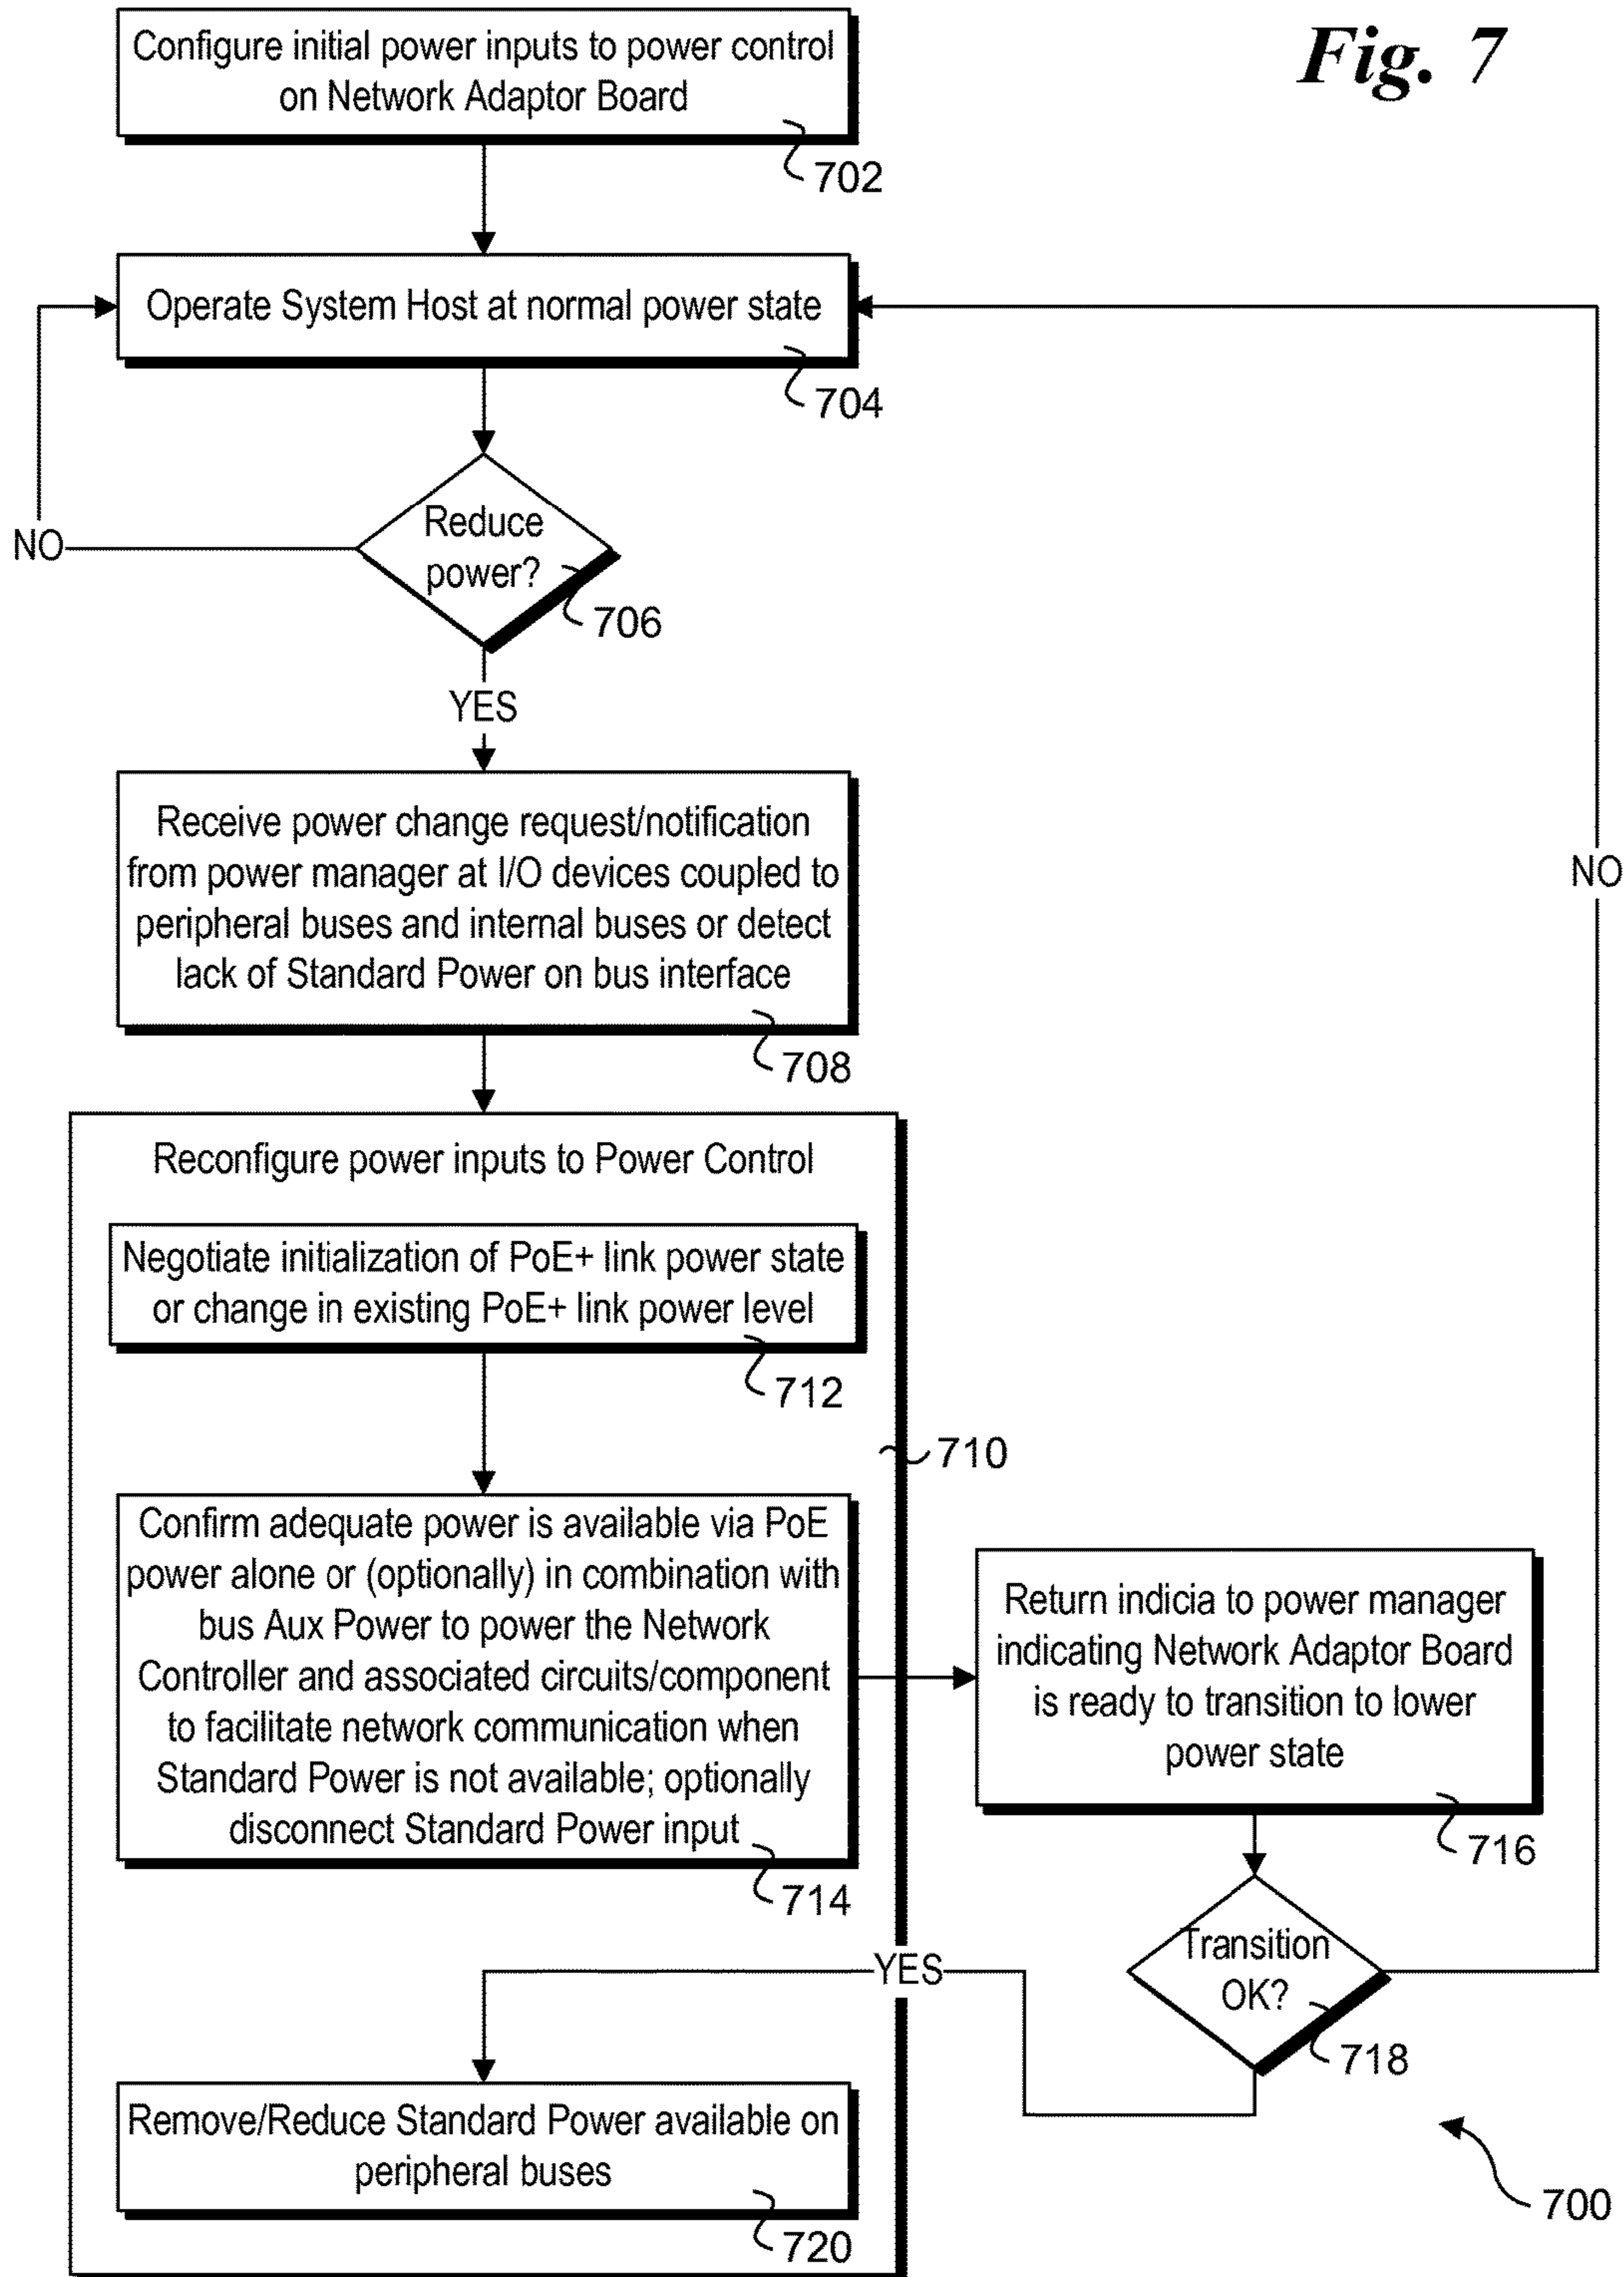 Fig. 7
Configure initial power inputs to power control
on Network Adaptor Board
702
Operate System Host at normal power state
704
Reduce
power?
706
NO
YES
Receive power change request/notification
from power manager at I/O devices coupled to
peripheral buses and internal buses or detect
lack of Standard Power on bus interface
708
NO
Reconfigure power inputs to Power Control
Negotiate initialization of PoE+ link power state
or change in existing PoE+ link power level
712
710
Confirm adequate power is available via PoE
power alone or (optionally) in combination with
bus Aux Power to power the Network
Controller and associated circuits/component
to facilitate network communication when
Standard Power is not available; optionally
disconnect Standard Power input
714
Return indicia to power manager
indicating Network Adaptor Board
is ready to transition to lower
power state
716
Transition
OK?
718
YES
Remove/Reduce Standard Power available on
peripheral buses
720
700